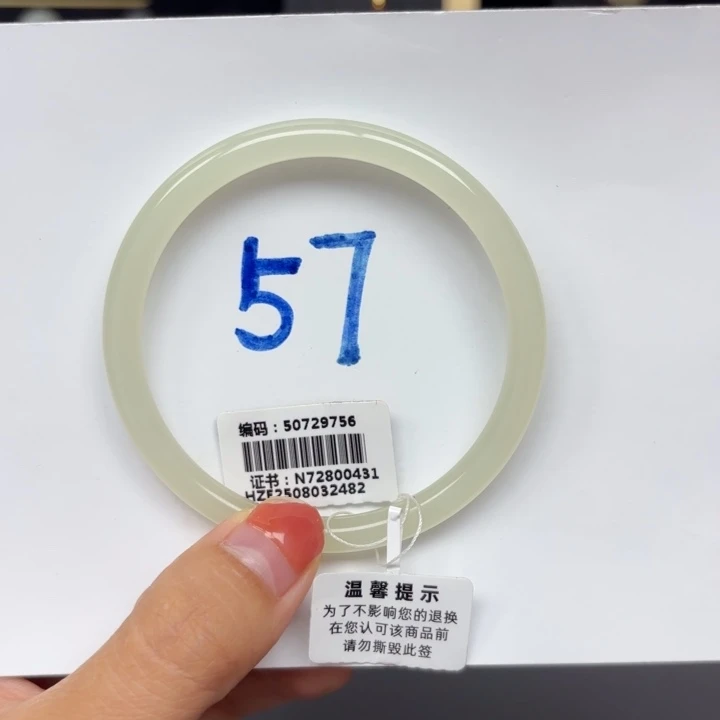 57
编码：50729756
证书：N72800431
HZF2508032482
温馨提示
为了不影响您的退换
在您认可该商品前
请勿撕毁此签